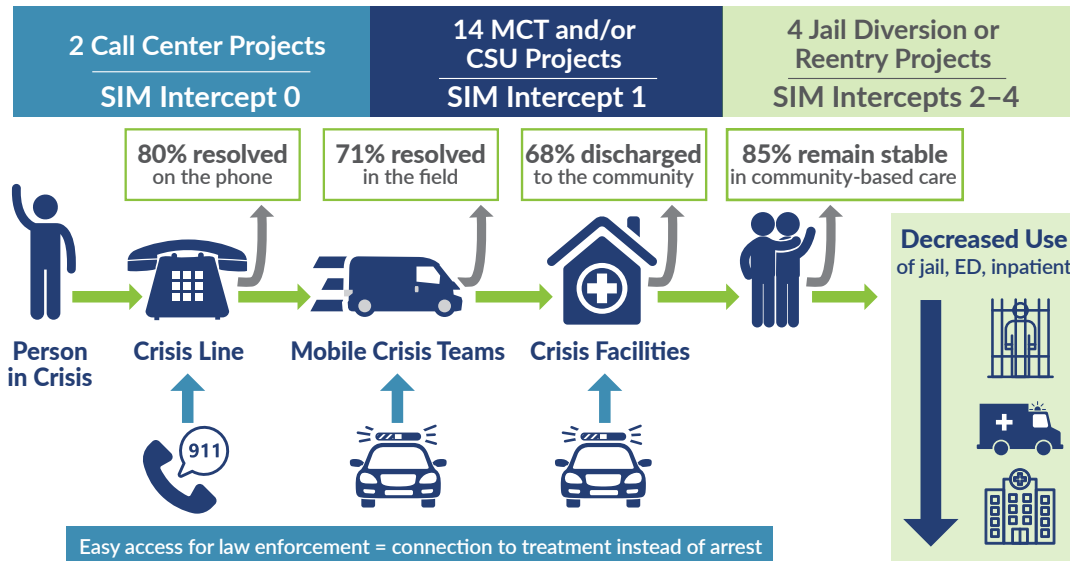 2 Call Center Projects
SIM Intercept 0
14 MCT and/or
CSU Projects
SIM Intercept 1
4 Jail Diversion or
Reentry Projects
SIM Intercepts 2–4
80% resolved
on the phone
71% resolved
in the field
68% discharged
to the community
85% remain stable
in community-based care
Decreased Use
of jail, ED, inpatient
Person
in Crisis
Crisis Line
Mobile Crisis Teams
Crisis Facilities
911
Easy access for law enforcement = connection to treatment instead of arrest